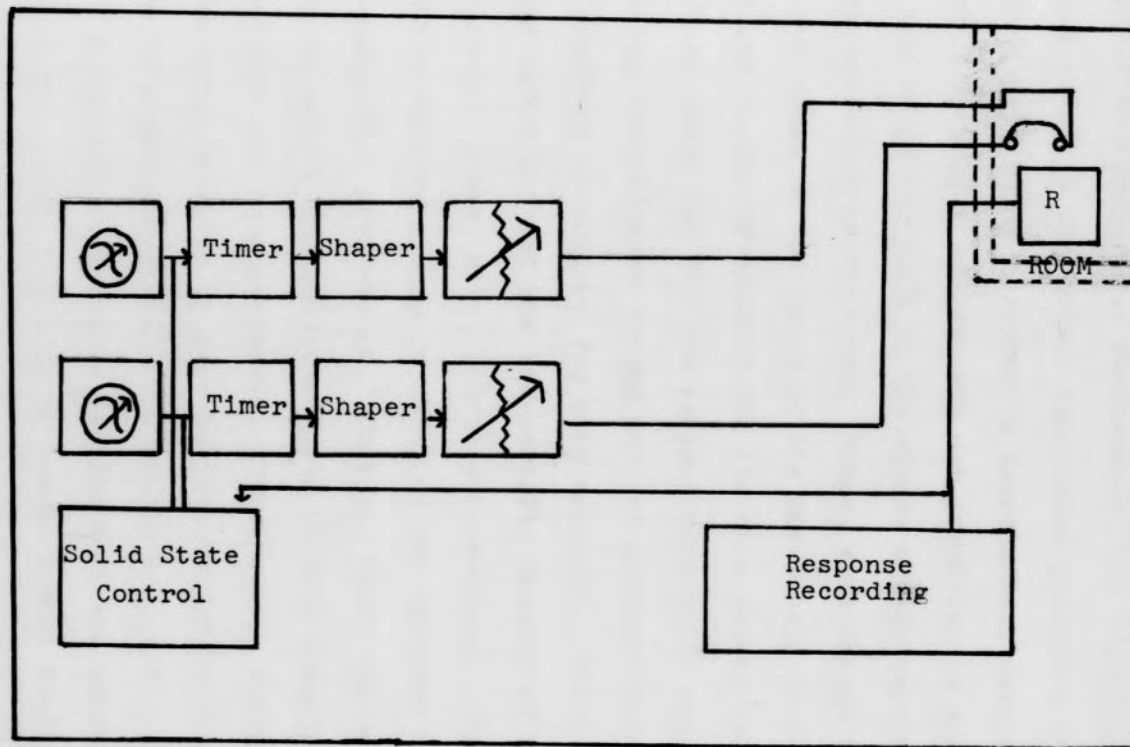 R
ROOM
Timer
Shaper
Timer
Shaper
Solid State
Control
Response
Recording